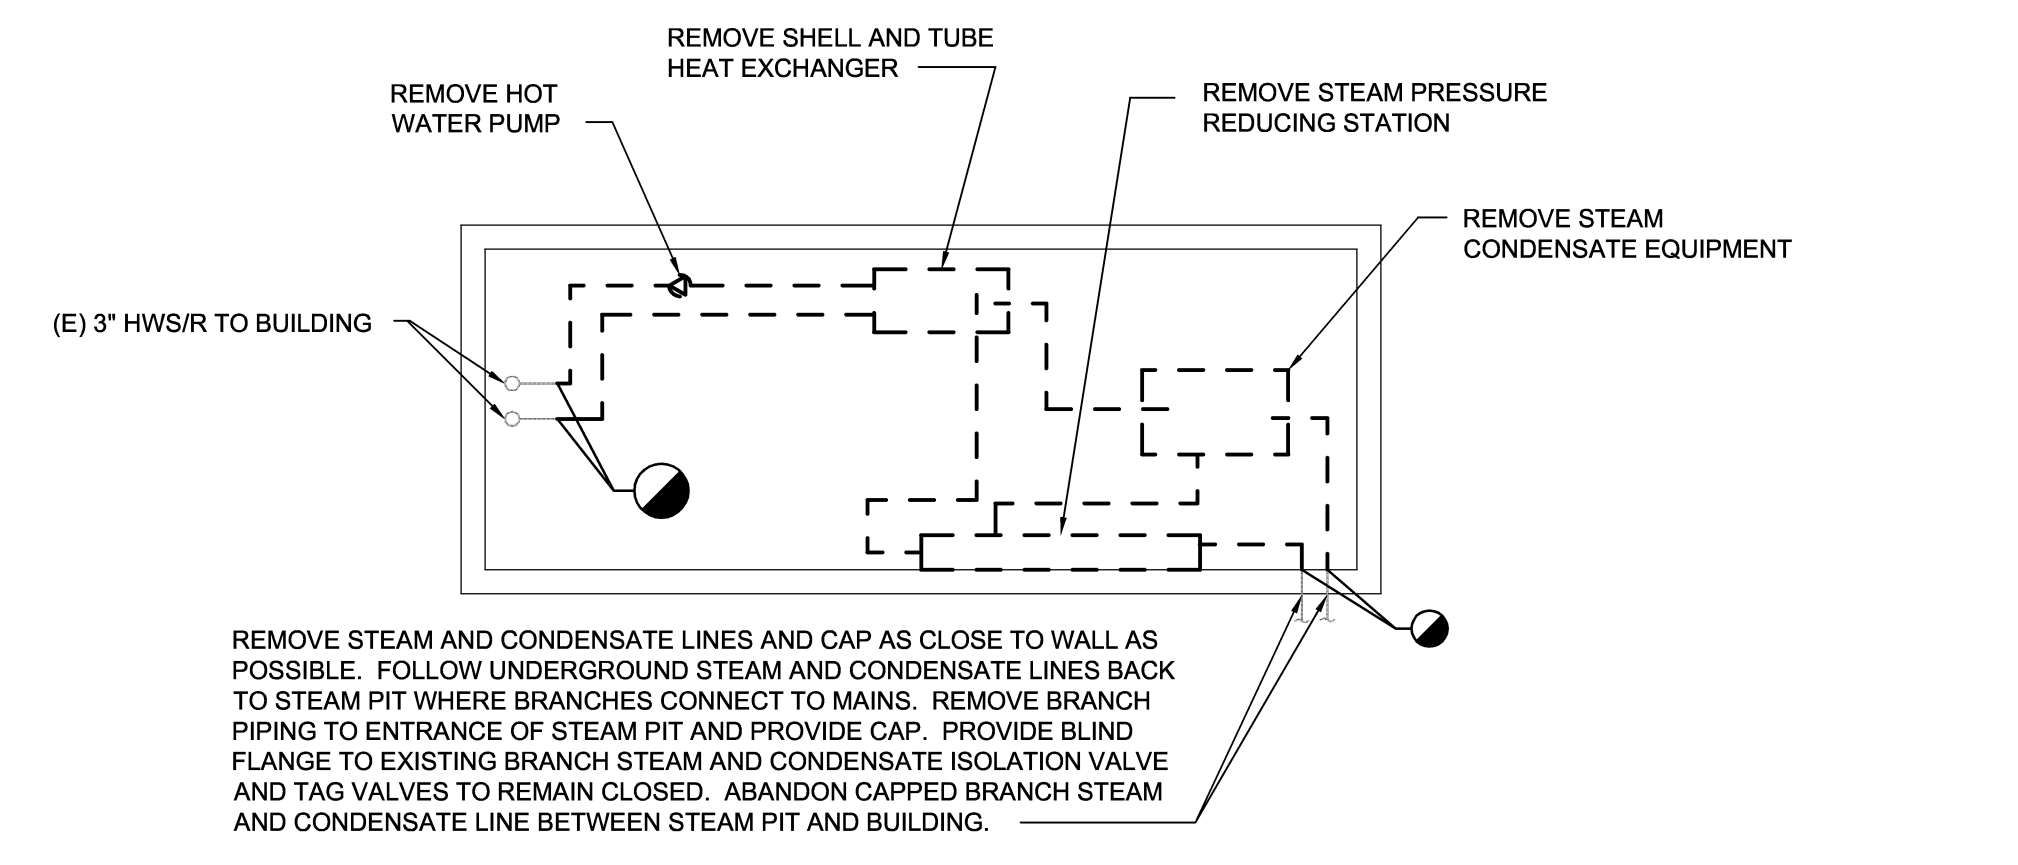 REMOVE SHELL AND TUBE
HEAT EXCHANGER
REMOVE HOT
WATER PUMP
REMOVE STEAM PRESSURE
REDUCING STATION
REMOVE STEAM
CONDENSATE EQUIPMENT
(E) 3" HWS/R TO BUILDING
REMOVE STEAM AND CONDENSATE LINES AND CAP AS CLOSE TO WALL AS
POSSIBLE. FOLLOW UNDERGROUND STEAM AND CONDENSATE LINES BACK
TO STEAM PIT WHERE BRANCHES CONNECT TO MAINS. REMOVE BRANCH
PIPING TO ENTRANCE OF STEAM PIT AND PROVIDE CAP. PROVIDE BLIND
FLANGE TO EXISTING BRANCH STEAM AND CONDENSATE ISOLATION VALVE
AND TAG VALVES TO REMAIN CLOSED. ABANDON CAPPED BRANCH STEAM
AND CONDENSATE LINE BETWEEN STEAM PIT AND BUILDING.